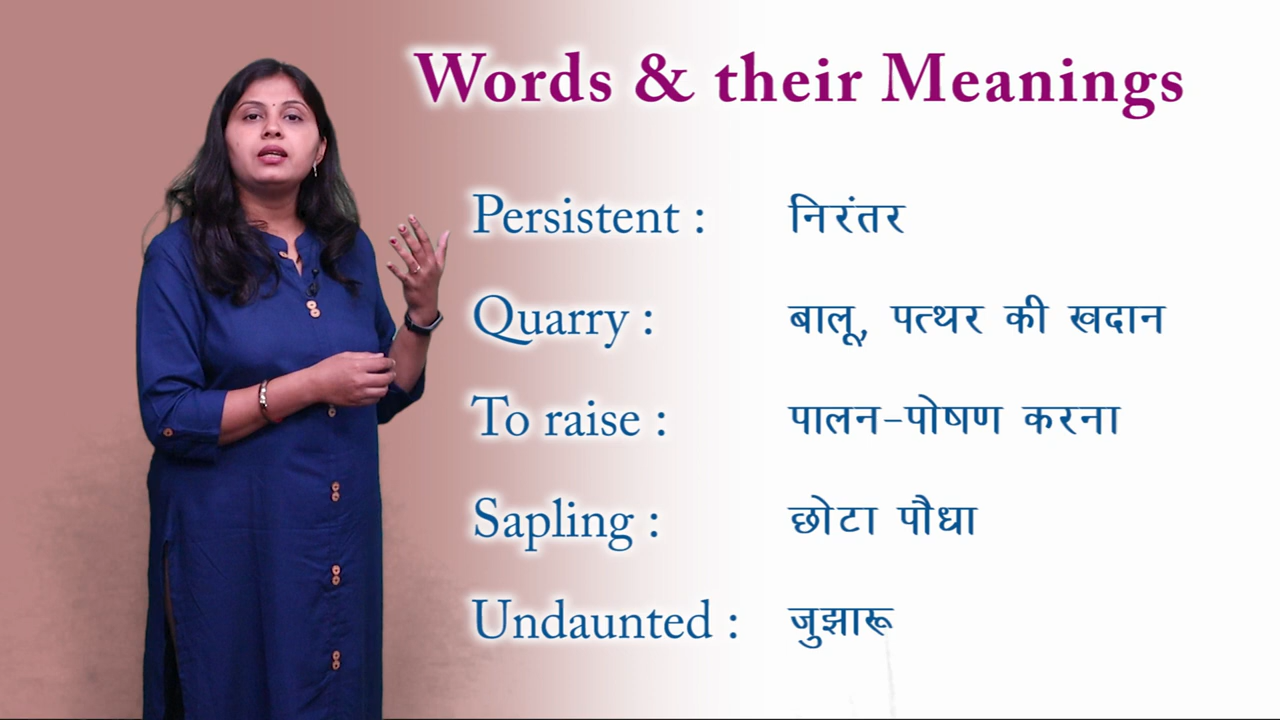 Words & their Meanings
Persistent : निरंतर
Quarry : बालू, पत्थर की खदान
To raise : पालन-पोषण करना
Sapling : छोटा पौधा
Undaunted : जुझारू